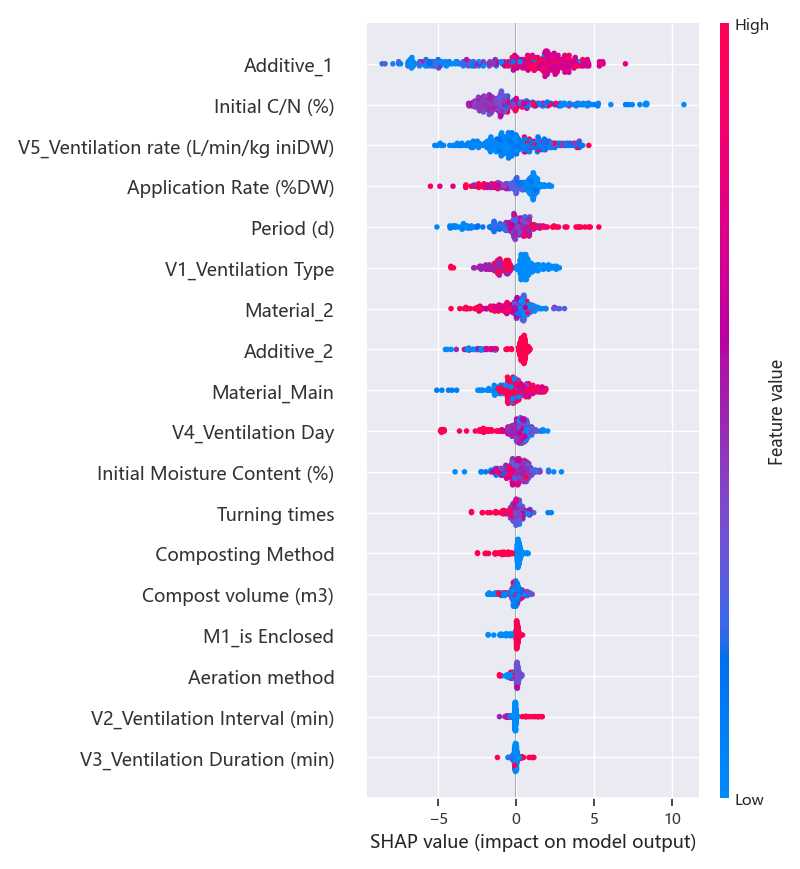 High
Additive_1
Initial C/N (%)
V5_Ventilation rate (L/min/kg iniDW)
Application Rate (%DW)
Period (d)
V1_Ventilation Type
Material_2
Additive_2
Material_Main
V4_Ventilation Day
Initial Moisture Content (%)
Turning times
Composting Method
Compost volume (m3)
M1_is Enclosed
Aeration method
V2_Ventilation Interval (min)
V3_Ventilation Duration (min)
Feature value
Low
−5 0 5 10
SHAP value (impact on model output)